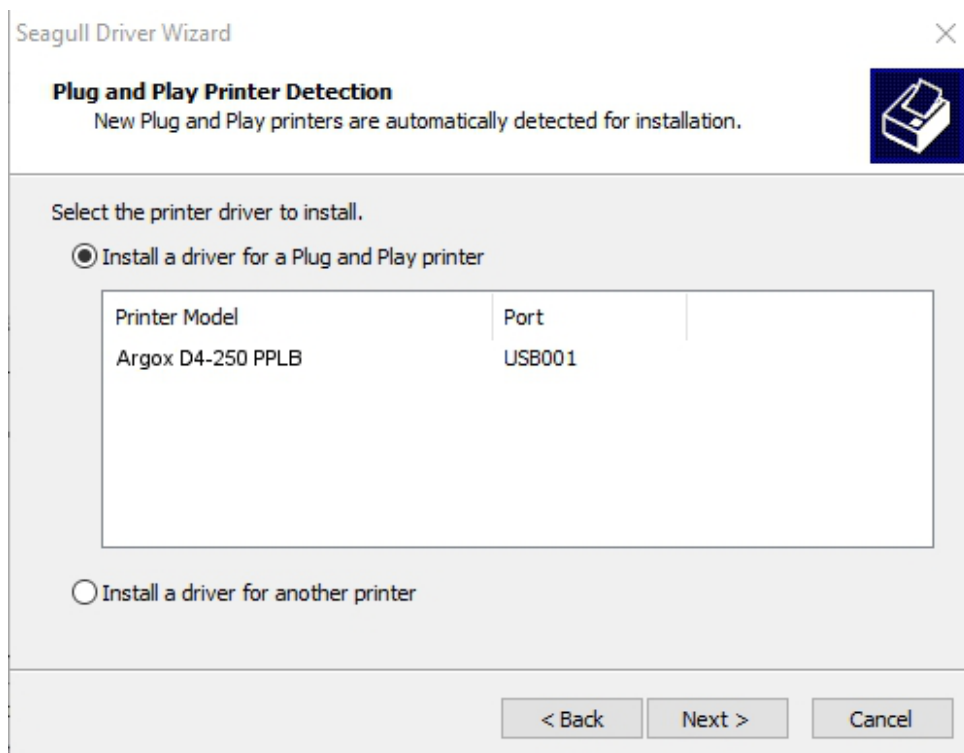 Seagull Driver Wizard
Plug and Play Printer Detection
New Plug and Play printers are automatically detected for installation.
Select the printer driver to install.
Install a driver for a Plug and Play printer
Printer Model Port
Argox D4-250 PPLB USB001
Install a driver for another printer
< Back Next > Cancel